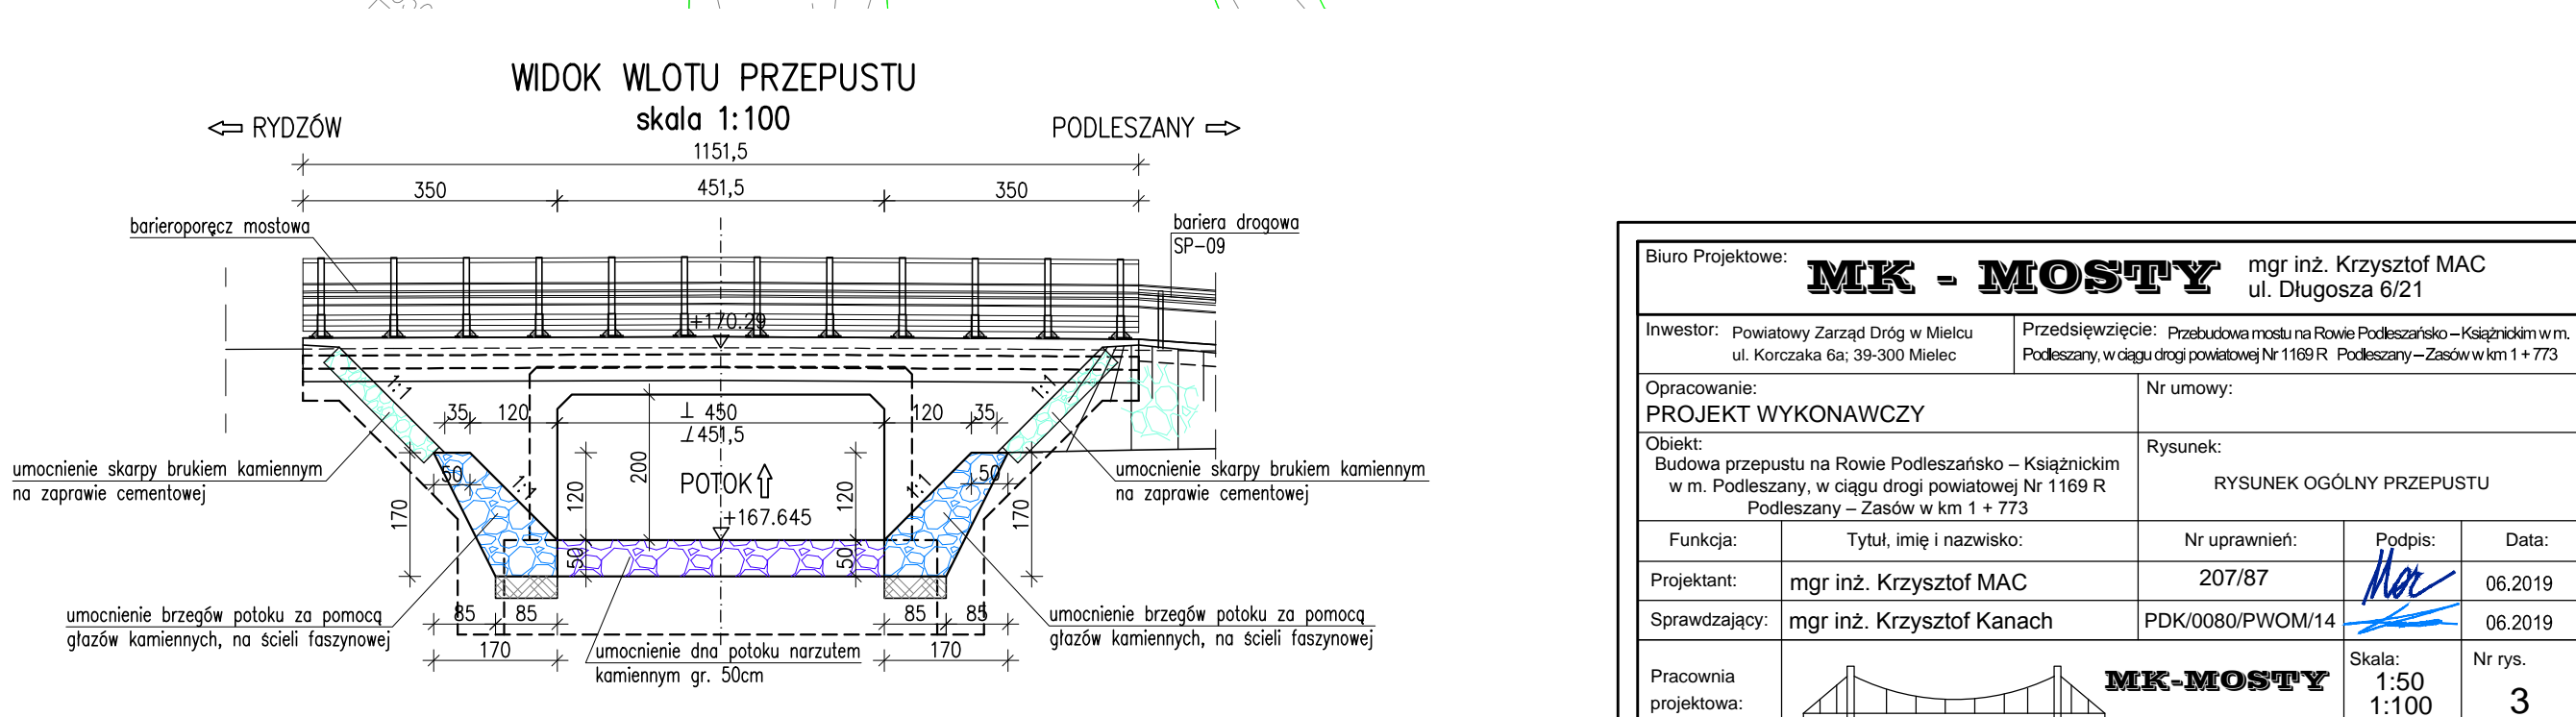 WIDOK WLOTU PRZEPUSTU
skala 1:100
RYDZÓW
PODLESZANY
1151,5
350
451,5
350
barieroporęcz mostowa
bariera drogowa
SP-09
+170.29
1:1
1:1
35
120
⊥ 450
120
35
451,5
200
umocnienie skarpy brukiem kamiennym
na zaprawie cementowej
50
1:1
POTOK
1:1
50
umocnienie skarpy brukiem kamiennym
na zaprawie cementowej
170
120
120
170
+167.645
50
50
umocnienie brzegów potoku za pomocą
głazów kamiennych, na ścieli faszynowej
85
85
85
85
umocnienie brzegów potoku za pomocą
głazów kamiennych, na ścieli faszynowej
170
170
umocnienie dna potoku narzutem
kamiennym gr. 50cm
Biuro Projektowe:
MK - MOSTY
mgr inż. Krzysztof MAC
ul. Długosza 6/21
Inwestor: Powiatowy Zarząd Dróg w Mielcu
ul. Korczaka 6a; 39-300 Mielec
Przedsięwzięcie: Przebudowa mostu na Rowie Podleszańsko – Książnickim w m.
Podleszany, w ciągu drogi powiatowej Nr 1169 R Podleszany – Zasów w km 1 + 773
Opracowanie:
PROJEKT WYKONAWCZY
Nr umowy:
Obiekt:
Budowa przepustu na Rowie Podleszańsko – Książnickim
w m. Podleszany, w ciągu drogi powiatowej Nr 1169 R
Podleszany – Zasów w km 1 + 773
Rysunek:
RYSUNEK OGÓLNY PRZEPUSTU
Funkcja: Tytuł, imię i nazwisko: Nr uprawnień: Podpis: Data:
Projektant: mgr inż. Krzysztof MAC 207/87 06.2019
Sprawdzający: mgr inż. Krzysztof Kanach PDK/0080/PWOM/14 06.2019
Pracownia
projektowa:
MK-MOSTY
Skala:
1:50
1:100
Nr rys.
3